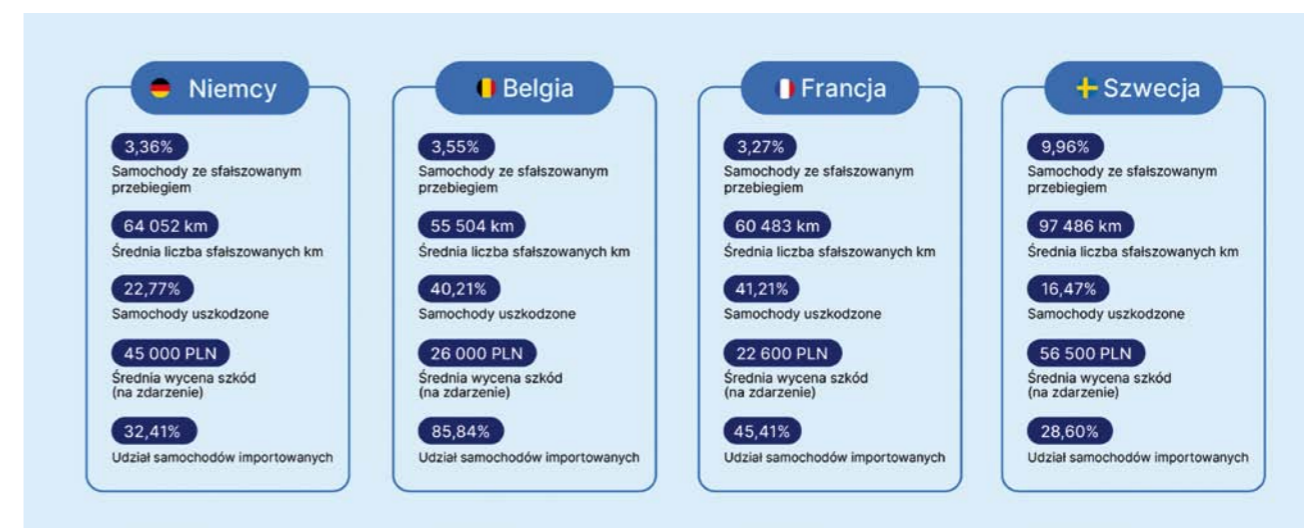 Niemcy
3,36%
Samochody ze sfałszowanym
przebiegiem
64 052 km
Średnia liczba sfałszowanych km
22,77%
Samochody uszkodzone
45 000 PLN
Średnia wycena szkód
(na zdarzenie)
32,41%
Udział samochodów importowanych
Belgia
3,55%
Samochody ze sfałszowanym
przebiegiem
55 504 km
Średnia liczba sfałszowanych km
40,21%
Samochody uszkodzone
26 000 PLN
Średnia wycena szkód
(na zdarzenie)
85,84%
Udział samochodów importowanych
Francja
3,27%
Samochody ze sfałszowanym
przebiegiem
60 483 km
Średnia liczba sfałszowanych km
41,21%
Samochody uszkodzone
22 600 PLN
Średnia wycena szkód
(na zdarzenie)
45,41%
Udział samochodów importowanych
Szwecja
9,96%
Samochody ze sfałszowanym
przebiegiem
97 486 km
Średnia liczba sfałszowanych km
16,47%
Samochody uszkodzone
56 500 PLN
Średnia wycena szkód
(na zdarzenie)
28,60%
Udział samochodów importowanych